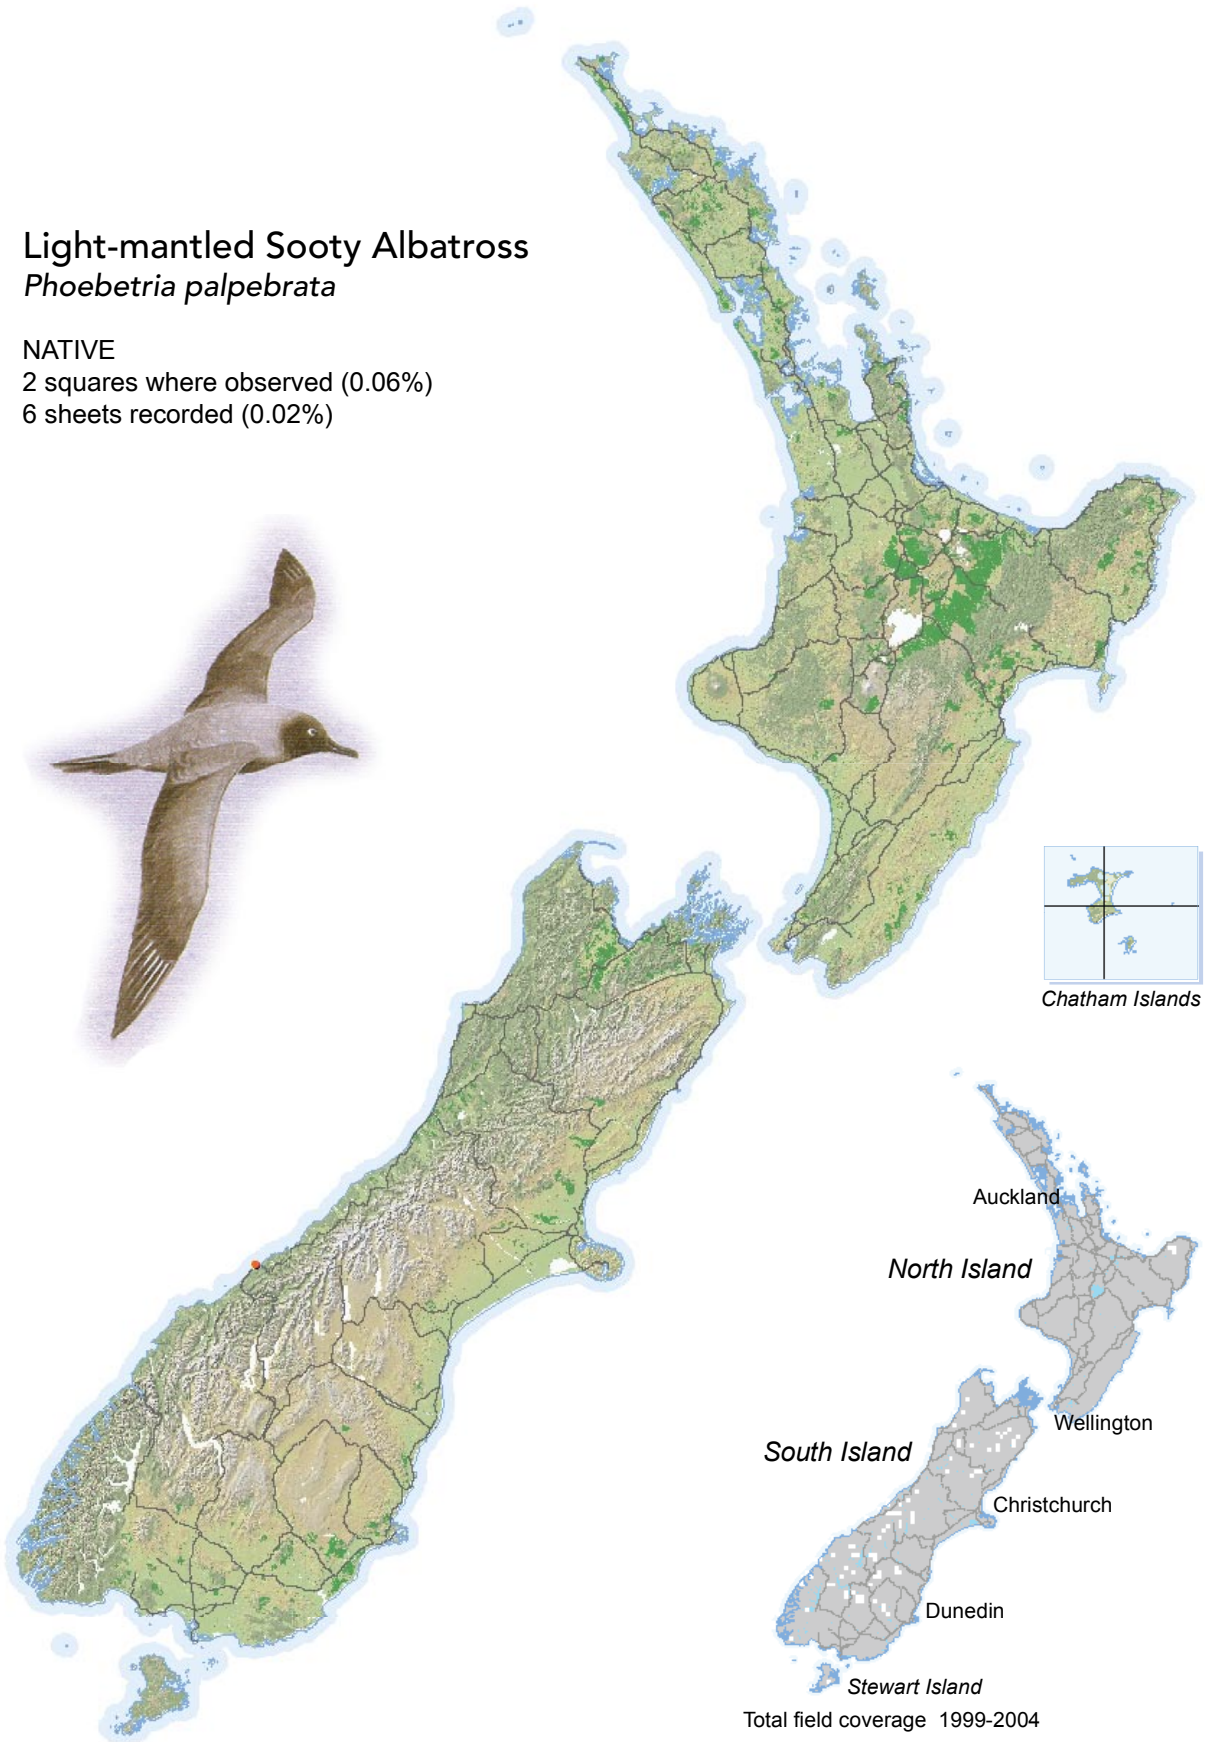 Light-mantled Sooty Albatross
Phoebetria palpebrata
NATIVE
2 squares where observed (0.06%)
6 sheets recorded (0.02%)
Chatham Islands
Auckland
North Island
Wellington
South Island
Christchurch
Dunedin
Stewart Island
Total field coverage 1999-2004